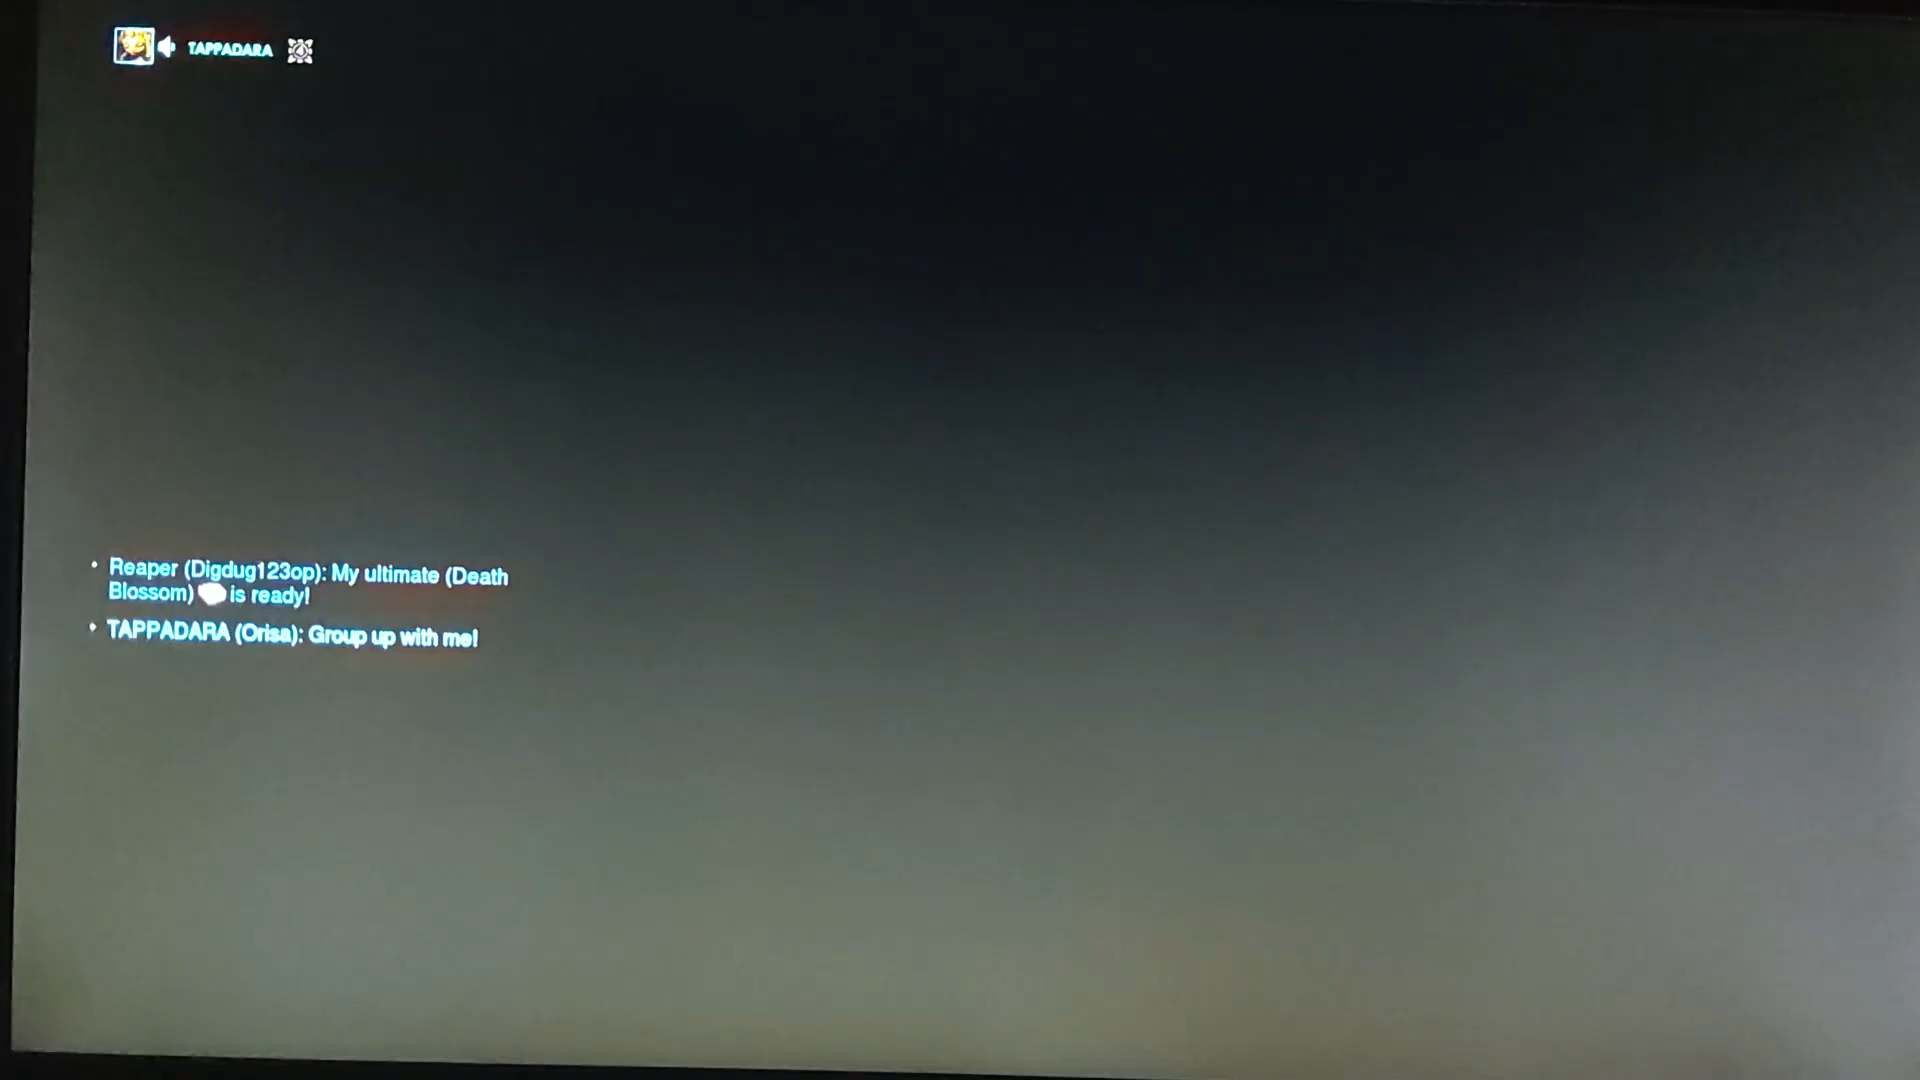 TAPPADARA
Reaper (Digdug123op): My ultimate (Death
Blossom) is ready!
TAPPADARA (Orisa): Group up with me!